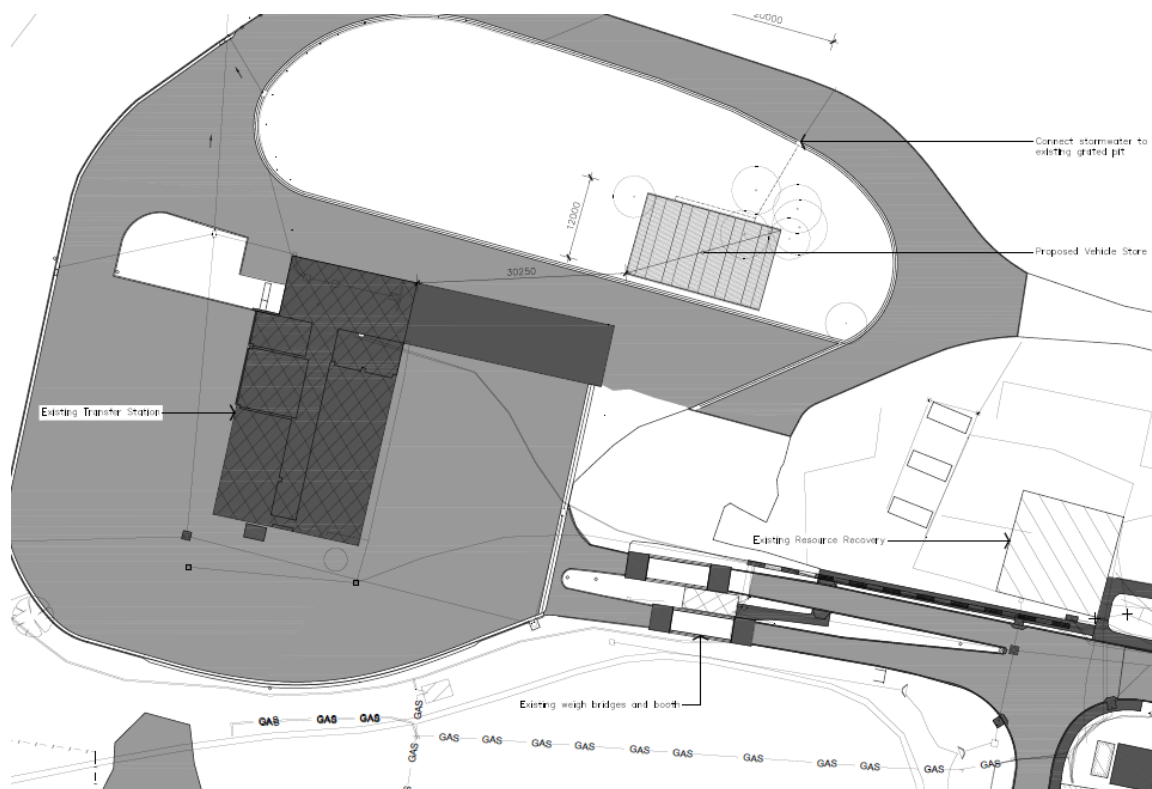 20000
Connect stormwater to
existing grated pit
12000
Proposed Vehicle Store
30250
Existing Transfer Station
Existing Resource Recovery
Existing weigh bridges and booth
GAS
GAS GAS GAS
GAS
GAS GAS GAS GAS GAS GAS GAS GAS GAS GAS GAS